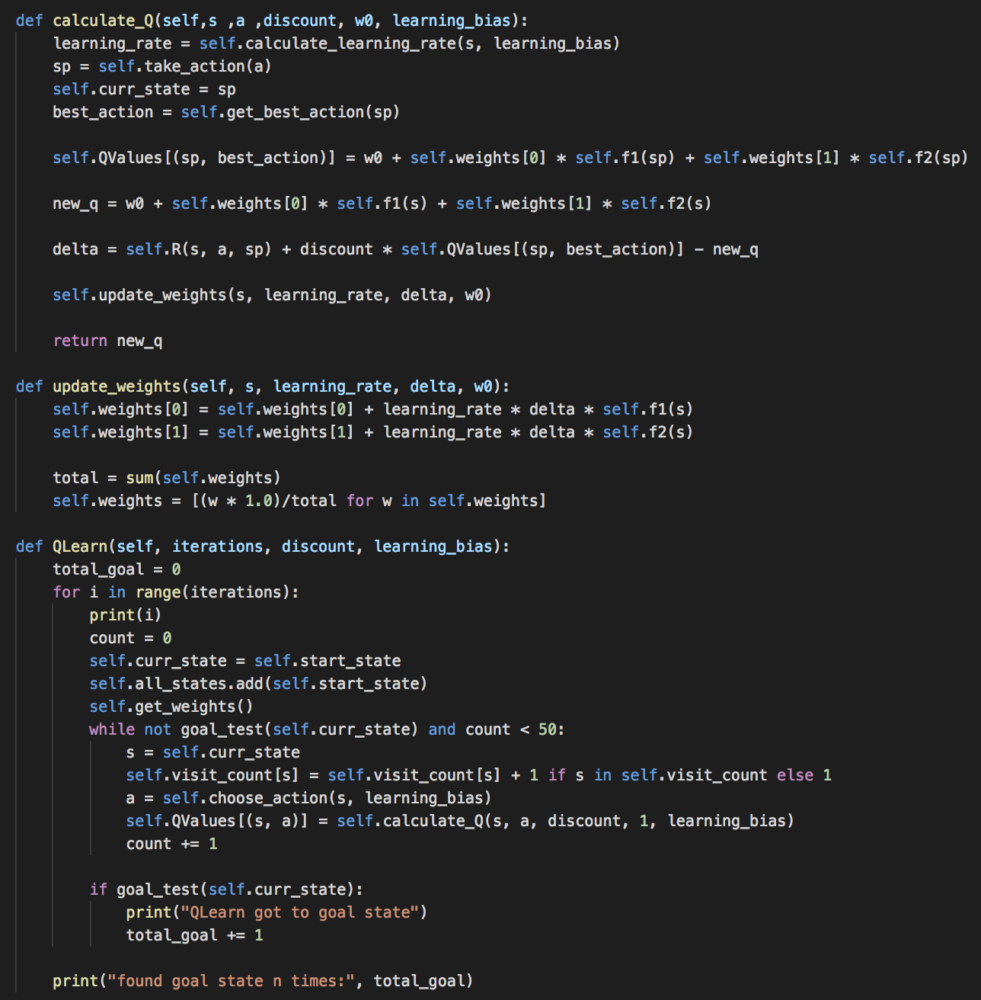 def calculate_Q(self,s ,a ,discount, w0, learning_bias):
    learning_rate = self.calculate_learning_rate(s, learning_bias)
    sp = self.take_action(a)
    self.curr_state = sp
    best_action = self.get_best_action(sp)

    self.QValues[(sp, best_action)] = w0 + self.weights[0] * self.f1(sp) + self.weights[1] * self.f2(sp)

    new_q = w0 + self.weights[0] * self.f1(s) + self.weights[1] * self.f2(s)

    delta = self.R(s, a, sp) + discount * self.QValues[(sp, best_action)] - new_q

    self.update_weights(s, learning_rate, delta, w0)

    return new_q

def update_weights(self, s, learning_rate, delta, w0):
    self.weights[0] = self.weights[0] + learning_rate * delta * self.f1(s)
    self.weights[1] = self.weights[1] + learning_rate * delta * self.f2(s)

    total = sum(self.weights)
    self.weights = [(w * 1.0)/total for w in self.weights]

def QLearn(self, iterations, discount, learning_bias):
    total_goal = 0
    for i in range(iterations):
        print(i)
        count = 0
        self.curr_state = self.start_state
        self.all_states.add(self.start_state)
        self.get_weights()
        while not goal_test(self.curr_state) and count < 50:
            s = self.curr_state
            self.visit_count[s] = self.visit_count[s] + 1 if s in self.visit_count else 1
            a = self.choose_action(s, learning_bias)
            self.QValues[(s, a)] = self.calculate_Q(s, a, discount, 1, learning_bias)
            count += 1

        if goal_test(self.curr_state):
            print("QLearn got to goal state")
            total_goal += 1

    print("found goal state n times:", total_goal)